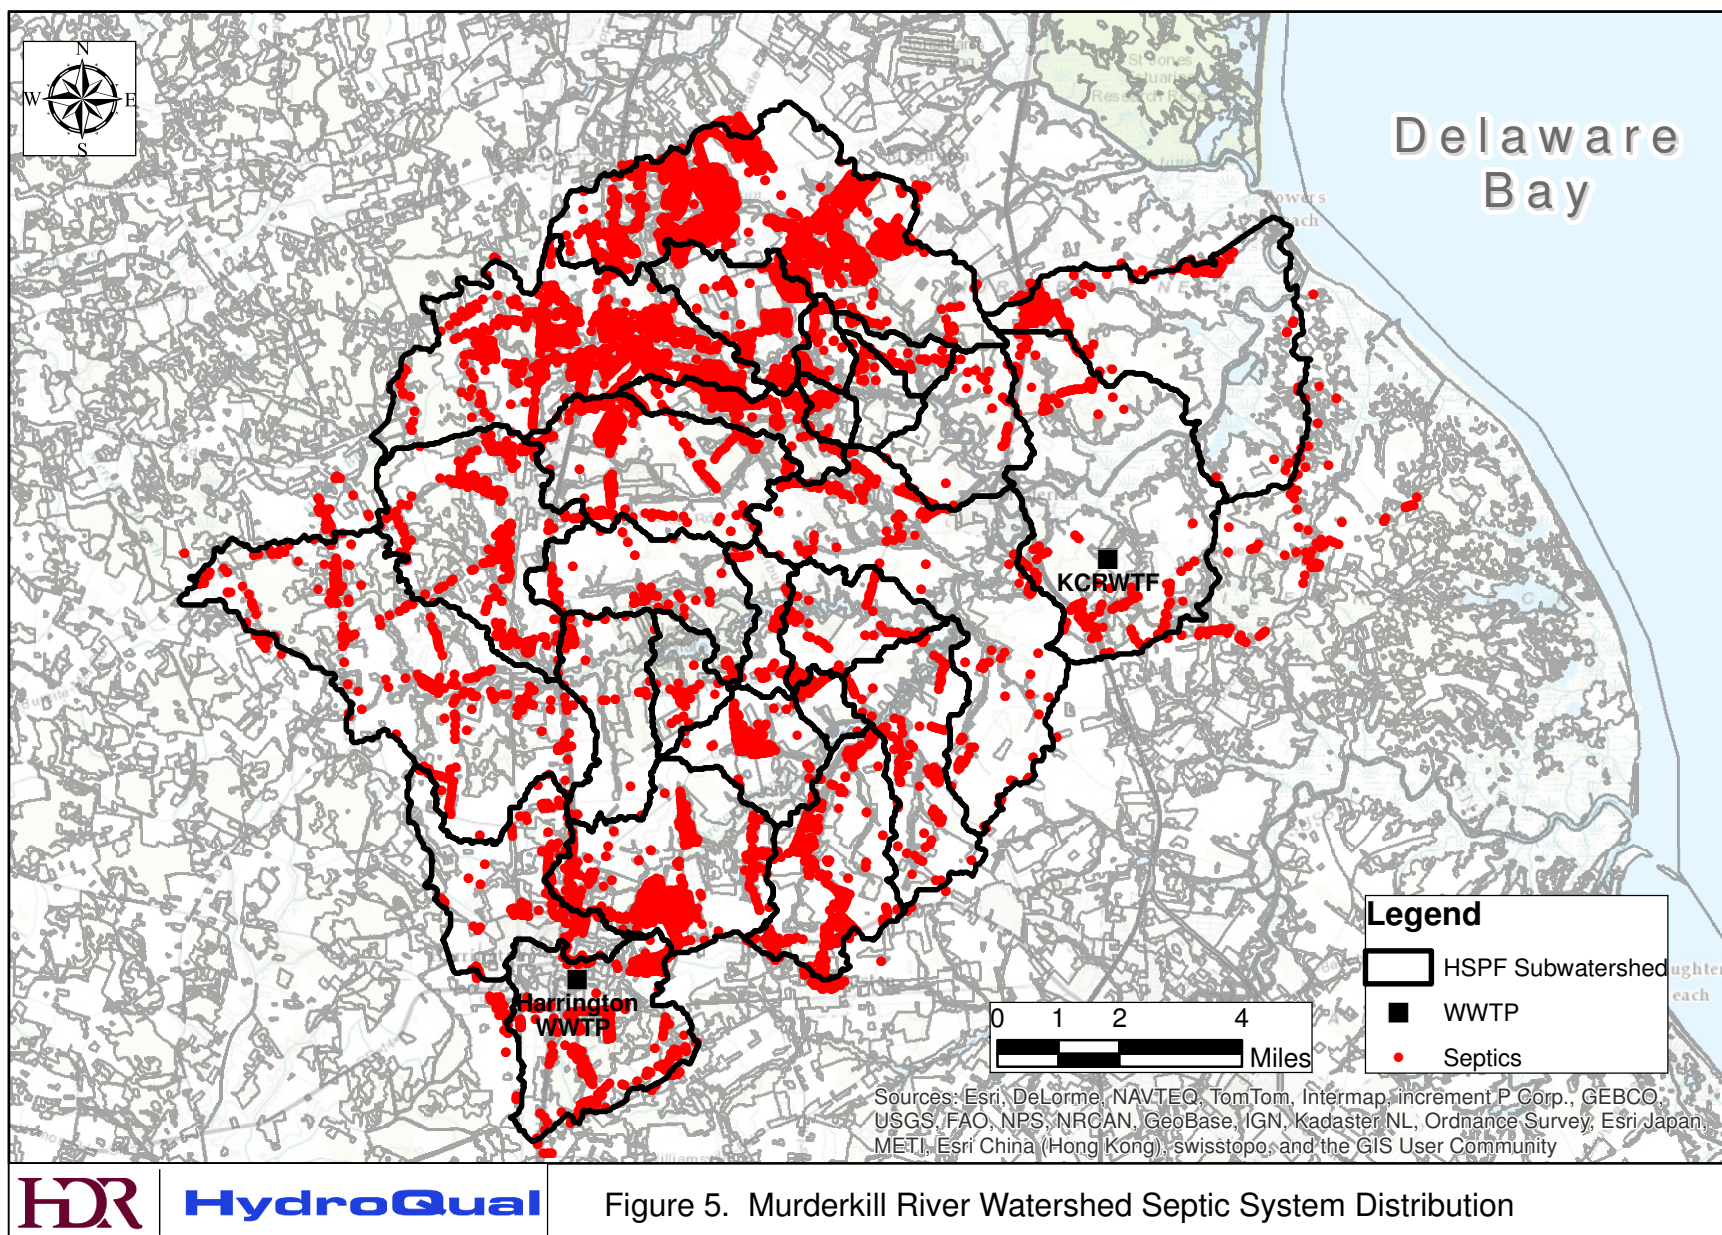 N
W E
S
Delaware
Bay
St Jones
Estuarine
KCRWTF
Harrington
WWTP
Legend
HSPF Subwatershed
WWTP
Septics
0 1 2 4
Miles
Sources: Esri, DeLorme, NAVTEQ, TomTom, Intermap, increment P Corp., GEBCO,
USGS, FAO, NPS, NRCAN, GeoBase, IGN, Kadaster NL, Ordnance Survey, Esri Japan,
METI, Esri China (Hong Kong), swisstopo, and the GIS User Community
HDR
HydroQual
Figure 5. Murderkill River Watershed Septic System Distribution